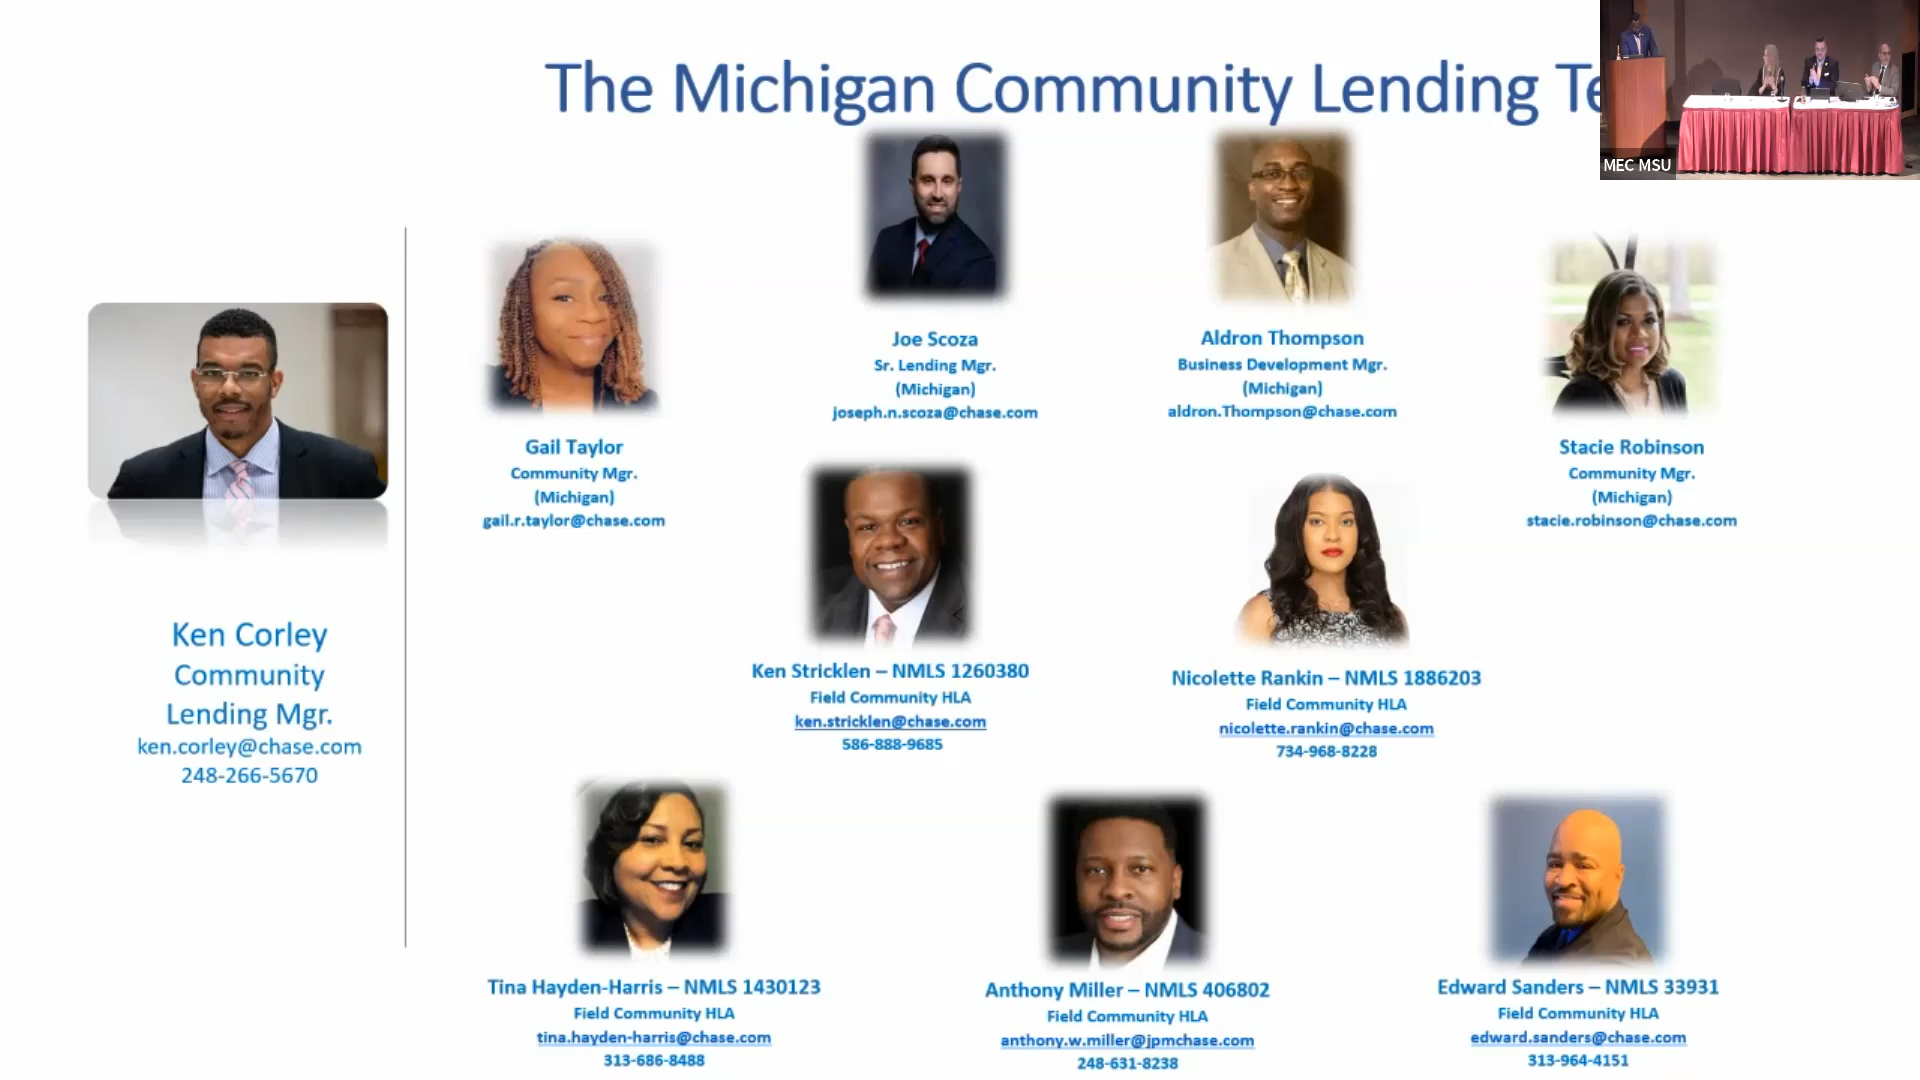 The Michigan Community Lending Te
MEC MSU
Ken Corley
Community
Lending Mgr.
ken.corley@chase.com
248-266-5670
Gail Taylor
Community Mgr.
(Michigan)
gail.r.taylor@chase.com
Joe Scoza
Sr. Lending Mgr.
(Michigan)
joseph.n.scoza@chase.com
Aldron Thompson
Business Development Mgr.
(Michigan)
aldron.Thompson@chase.com
Stacie Robinson
Community Mgr.
(Michigan)
stacie.robinson@chase.com
Ken Stricklen – NMLS 1260380
Field Community HLA
ken.stricklen@chase.com
586-888-9685
Nicolette Rankin – NMLS 1886203
Field Community HLA
nicolette.rankin@chase.com
734-968-8228
Tina Hayden-Harris – NMLS 1430123
Field Community HLA
tina.hayden-harris@chase.com
313-686-8488
Anthony Miller – NMLS 406802
Field Community HLA
anthony.w.miller@jpmchase.com
248-631-8238
Edward Sanders – NMLS 33931
Field Community HLA
edward.sanders@chase.com
313-964-4151